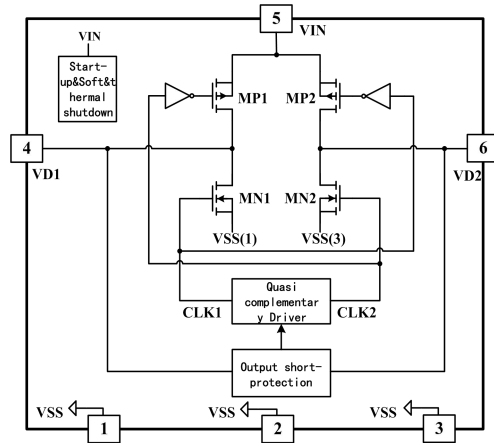 5
VIN
VIN
Start-
up&Soft&t
hermal
shutdown
MP1
MP2
4
6
VD1
VD2
MN1
MN2
VSS(1)
VSS(3)
Quasi
complementar
y Driver
CLK1
CLK2
Output short-
protection
VSS
VSS
VSS
1
2
3